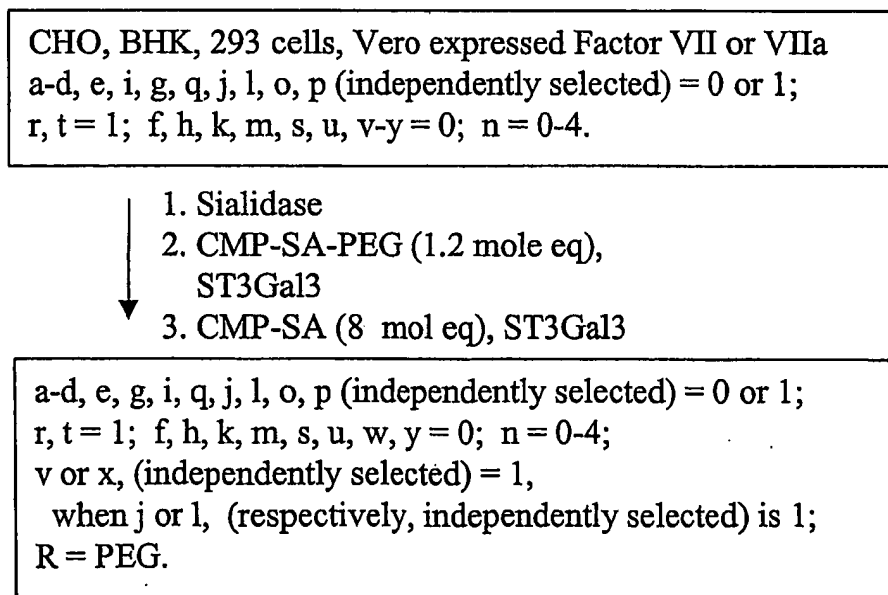 CHO, BHK, 293 cells, Vero expressed Factor VII or VIIa
a-d, e, i, g, q, j, l, o, p (independently selected) = 0 or 1;
r, t = 1; f, h, k, m, s, u, v-y = 0; n = 0-4.
1. Sialidase
2. CMP-SA-PEG (1.2 mole eq),
ST3Gal3
3. CMP-SA (8 mol eq), ST3Gal3
a-d, e, g, i, q, j, l, o, p (independently selected) = 0 or 1;
r, t = 1; f, h, k, m, s, u, w, y = 0; n = 0-4;
v or x, (independently selected) = 1,
when j or l, (respectively, independently selected) is 1;
R = PEG.